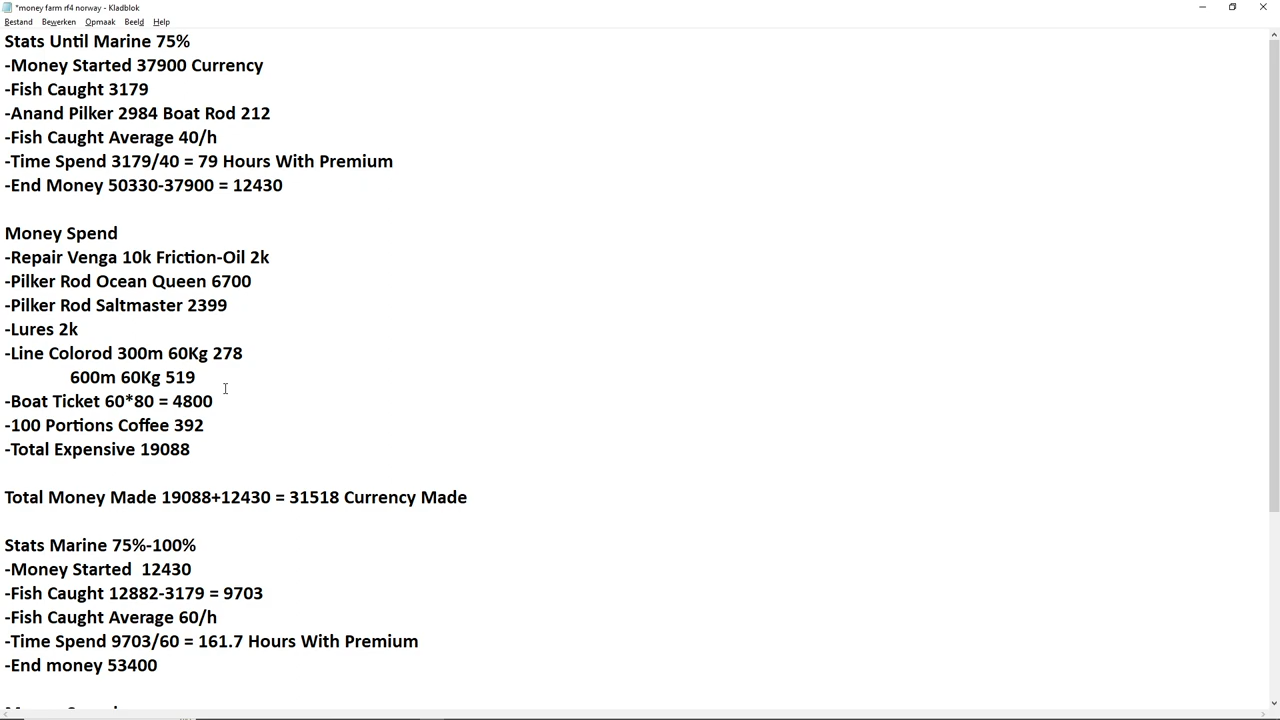 *money farm rf4 norway - Kladblok
Bestand Bewerken Opmaak Beeld Help
Stats Until Marine 75%
-Money Started 37900 Currency
-Fish Caught 3179
-Anand Pilker 2984 Boat Rod 212
-Fish Caught Average 40/h
-Time Spend 3179/40 = 79 Hours With Premium
-End Money 50330-37900 = 12430
Money Spend
-Repair Venga 10k Friction-Oil 2k
-Pilker Rod Ocean Queen 6700
-Pilker Rod Saltmaster 2399
-Lures 2k
-Line Colorod 300m 60Kg 278
600m 60Kg 519
-Boat Ticket 60*80 = 4800
-100 Portions Coffee 392
-Total Expensive 19088
Total Money Made 19088+12430 = 31518 Currency Made
Stats Marine 75%-100%
-Money Started  12430
-Fish Caught 12882-3179 = 9703
-Fish Caught Average 60/h
-Time Spend 9703/60 = 161.7 Hours With Premium
-End money 53400